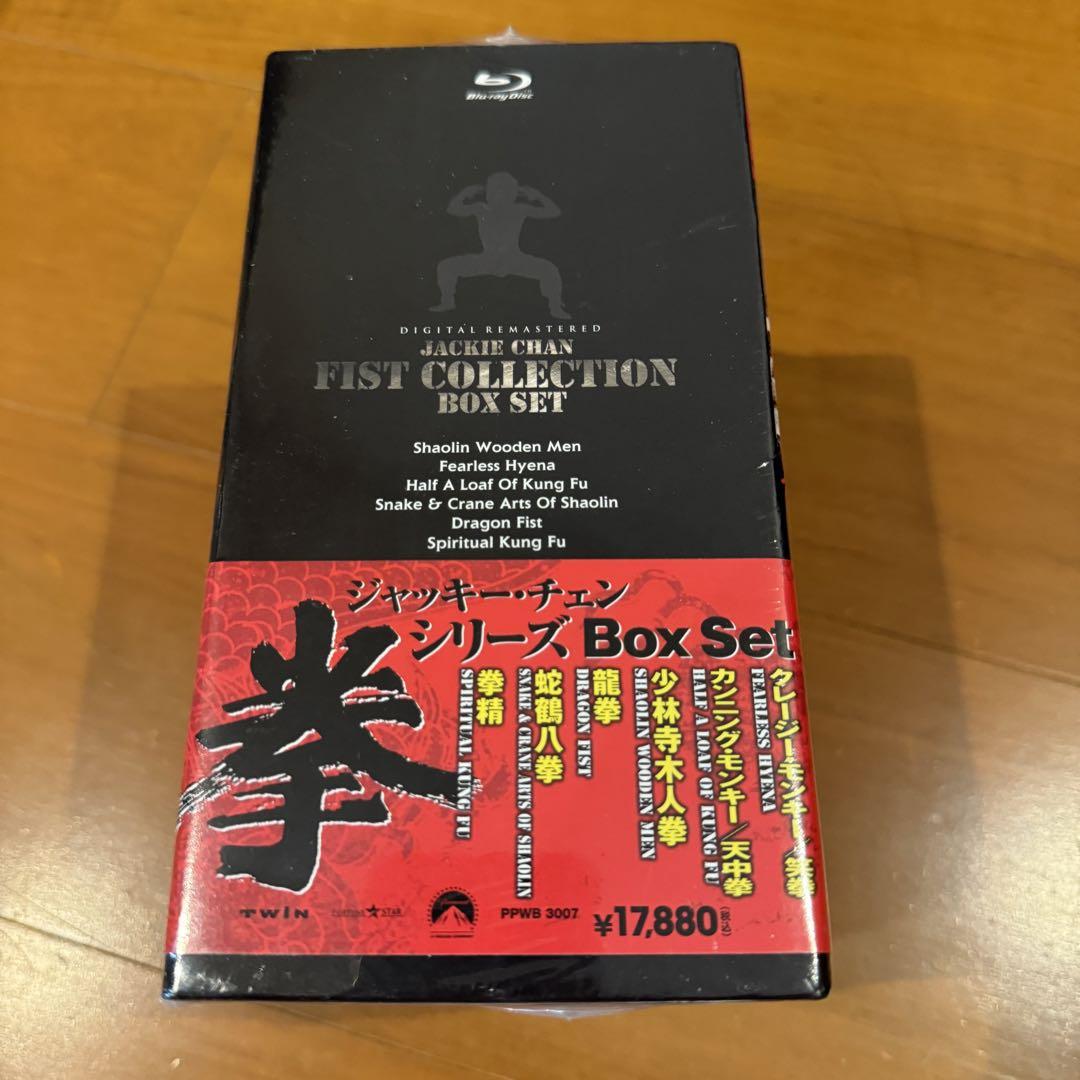 Blu-ray Disc
DIGITAL REMASTERED
JACKIE CHAN
FIST COLLECTION
BOX SET
Shaolin Wooden Men
Fearless Hyena
Half A Loaf Of Kung Fu
Snake & Crane Arts Of Shaolin
Dragon Fist
Spiritual Kung Fu
ジャッキー・チェン
拳
シリーズ Box Set
クレージー・モンキー/笑拳
FEARLESS HYENA
カンニング・モンキー/天中拳
HALF A LOAF OF KUNG FU
少林寺木人拳
SHAOLIN WOODEN MEN
龍拳
DRAGON FIST
蛇鶴八拳
SNAKE & CRANE ARTS OF SHAOLIN
拳精
SPIRITUAL KUNG FU
TWIN
FORTUNE STAR
PPWB 3007
¥17,880